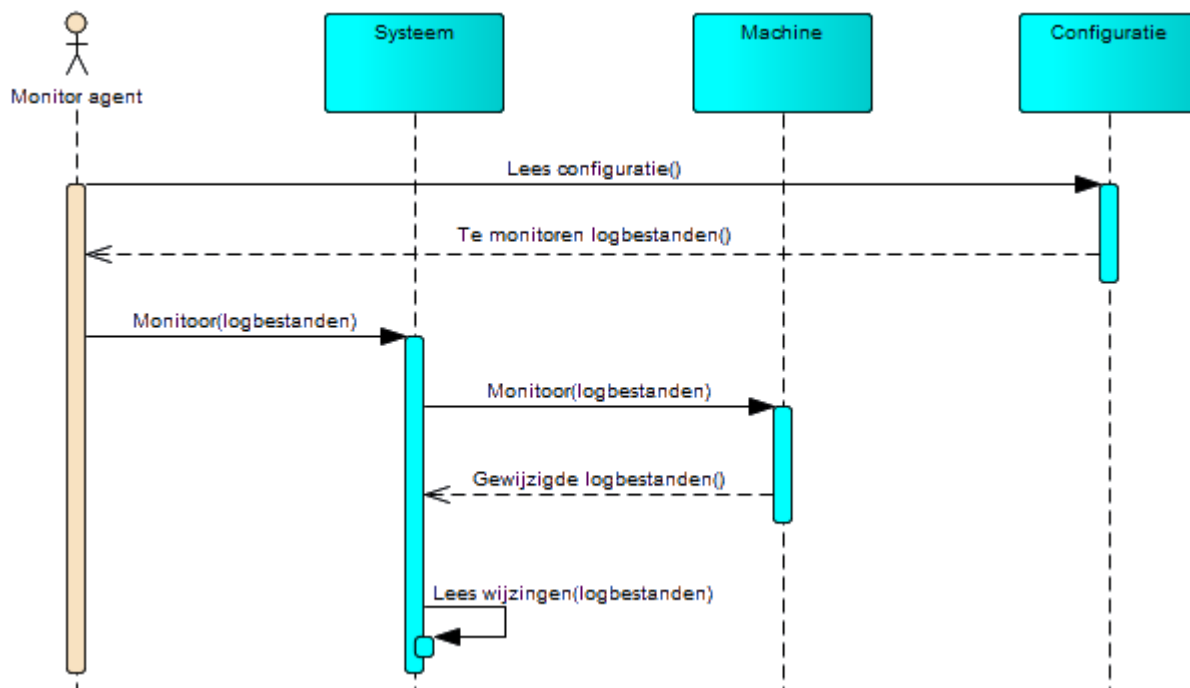 Systeem
Machine
Configuratie
Monitor agent
Lees configuratie()
Te monitoren logbestanden()
Monitoor(logbestanden)
Monitoor(logbestanden)
Gewijzigde logbestanden()
Lees wijzingen(logbestanden)